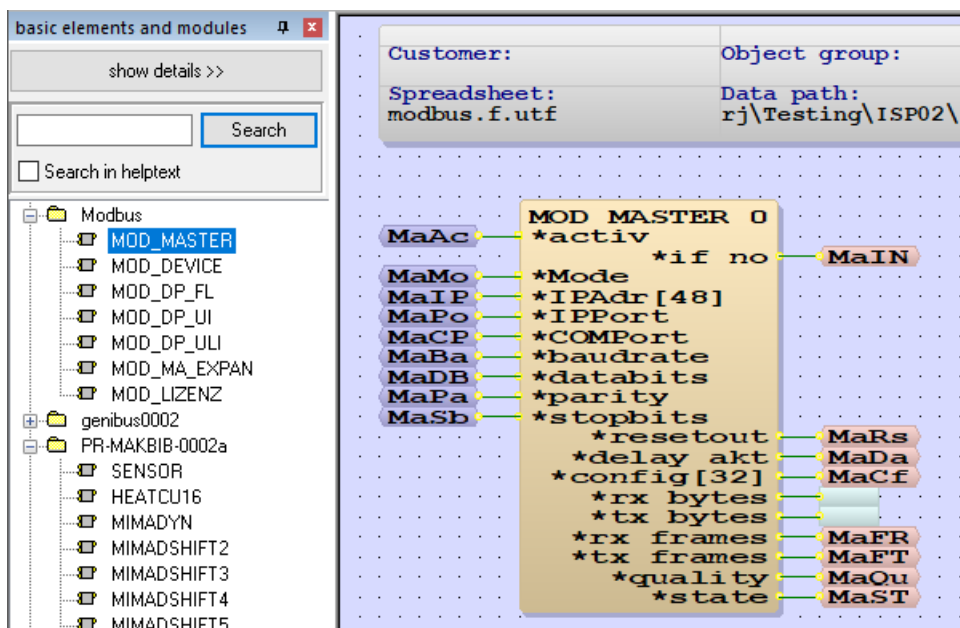 basic elements and modules
show details >>
Search
Search in helptext
Modbus
MOD_MASTER
MOD_DEVICE
MOD_DP_FL
MOD_DP_UI
MOD_DP_ULI
MOD_MA_EXPAN
MOD_LIZENZ
genibus0002
PR-MAKBIB-0002a
SENSOR
HEATCU16
MIMADYN
MIMADSHIFT2
MIMADSHIFT3
MIMADSHIFT4
MIMADSHIFT5
Customer: Object group:
Spreadsheet: Data path:
modbus.f.utf rj\Testing\ISP02\
MOD MASTER 0
MaAc *activ
*if no MaIN
MaMo *Mode
MaIP *IPAdr[48]
MaPo *IPPort
MaCP *COMPort
MaBa *baudrate
MaDB *databits
MaPa *parity
MaSb *stopbits
*resetout MaRs
*delay akt MaDa
*config[32] MaCf
*rx bytes
*tx bytes
*rx frames MaFR
*tx frames MaFT
*quality MaQu
*state MaST